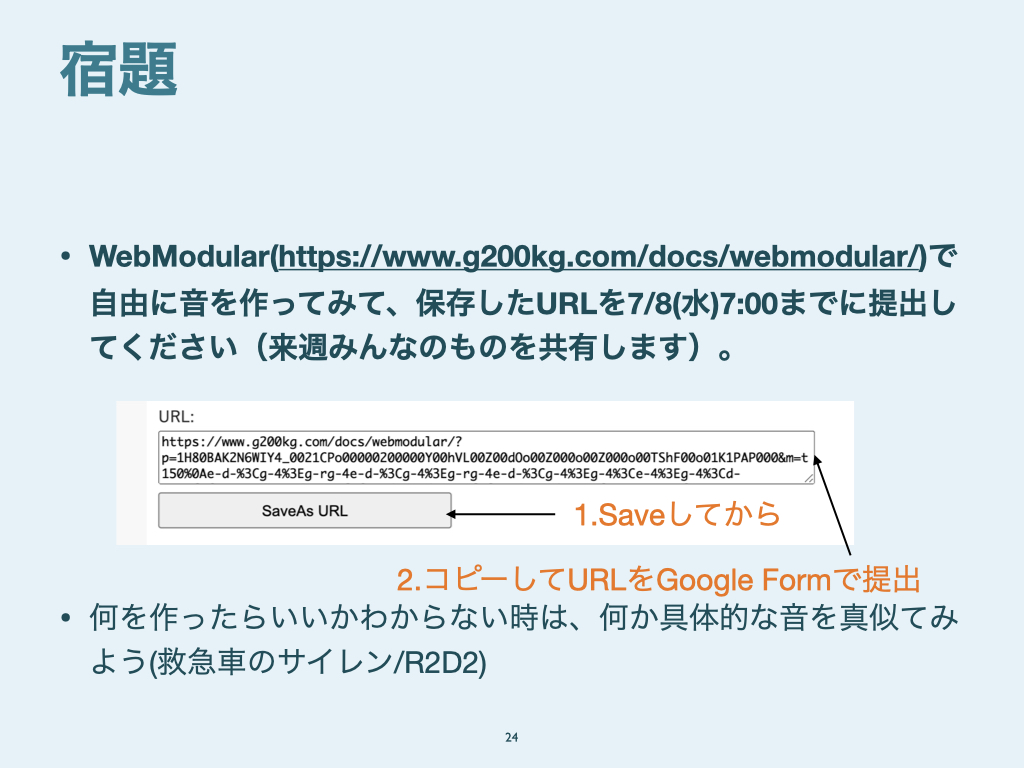 宿題
• WebModular(https://www.g200kg.com/docs/webmodular/)で
自由に音を作ってみて、保存したURLを7/8(水)7:00までに提出し
てください（来週みんなのものを共有します）。
URL:
https://www.g200kg.com/docs/webmodular/?
p=1H80BAK2N6WIY4_0021CPo00000200000Y00hVL00Z00dOo00Z000o00Z000o00TShF00o01K1PAP000&m=t
150%0Ae-d-%3Cg-4%3Eg-rg-4e-d-%3Cg-4%3Eg-rg-4e-d-%3Cg-4%3Eg-4%3Ce-4%3Eg-4%3Cd-
SaveAs URL
1.Saveしてから
2.コピーしてURLをGoogle Formで提出
• 何を作ったらいいかわからない時は、何か具体的な音を真似てみ
よう(救急車のサイレン/R2D2)
24